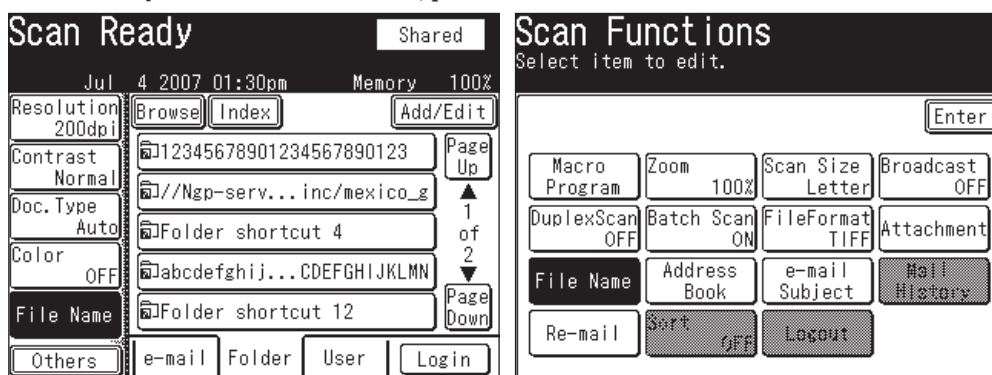 Scan Ready
Shared
Jul 4 2007 01:30pm Memory 100%
Resolution
200dpi
Contrast
Normal
Doc.Type
Auto
Color
OFF
File Name
Others
Browse Index Add/Edit
12345678901234567890123
//Ngp-serv...inc/mexico_g
Folder shortcut 4
abcdefghij...CDEFGHIJKLMN
Folder shortcut 12
Page
Up
1
of
2
Page
Down
e-mail Folder User Login
Scan Functions
Select item to edit.
Enter
Macro
Program
Zoom
100%
Scan Size
Letter
Broadcast
OFF
DuplexScan
OFF
Batch Scan
ON
FileFormat
TIFF
Attachment
File Name
Address
Book
e-mail
Subject
Mail
History
Re-mail
Sort
OFF
Logout